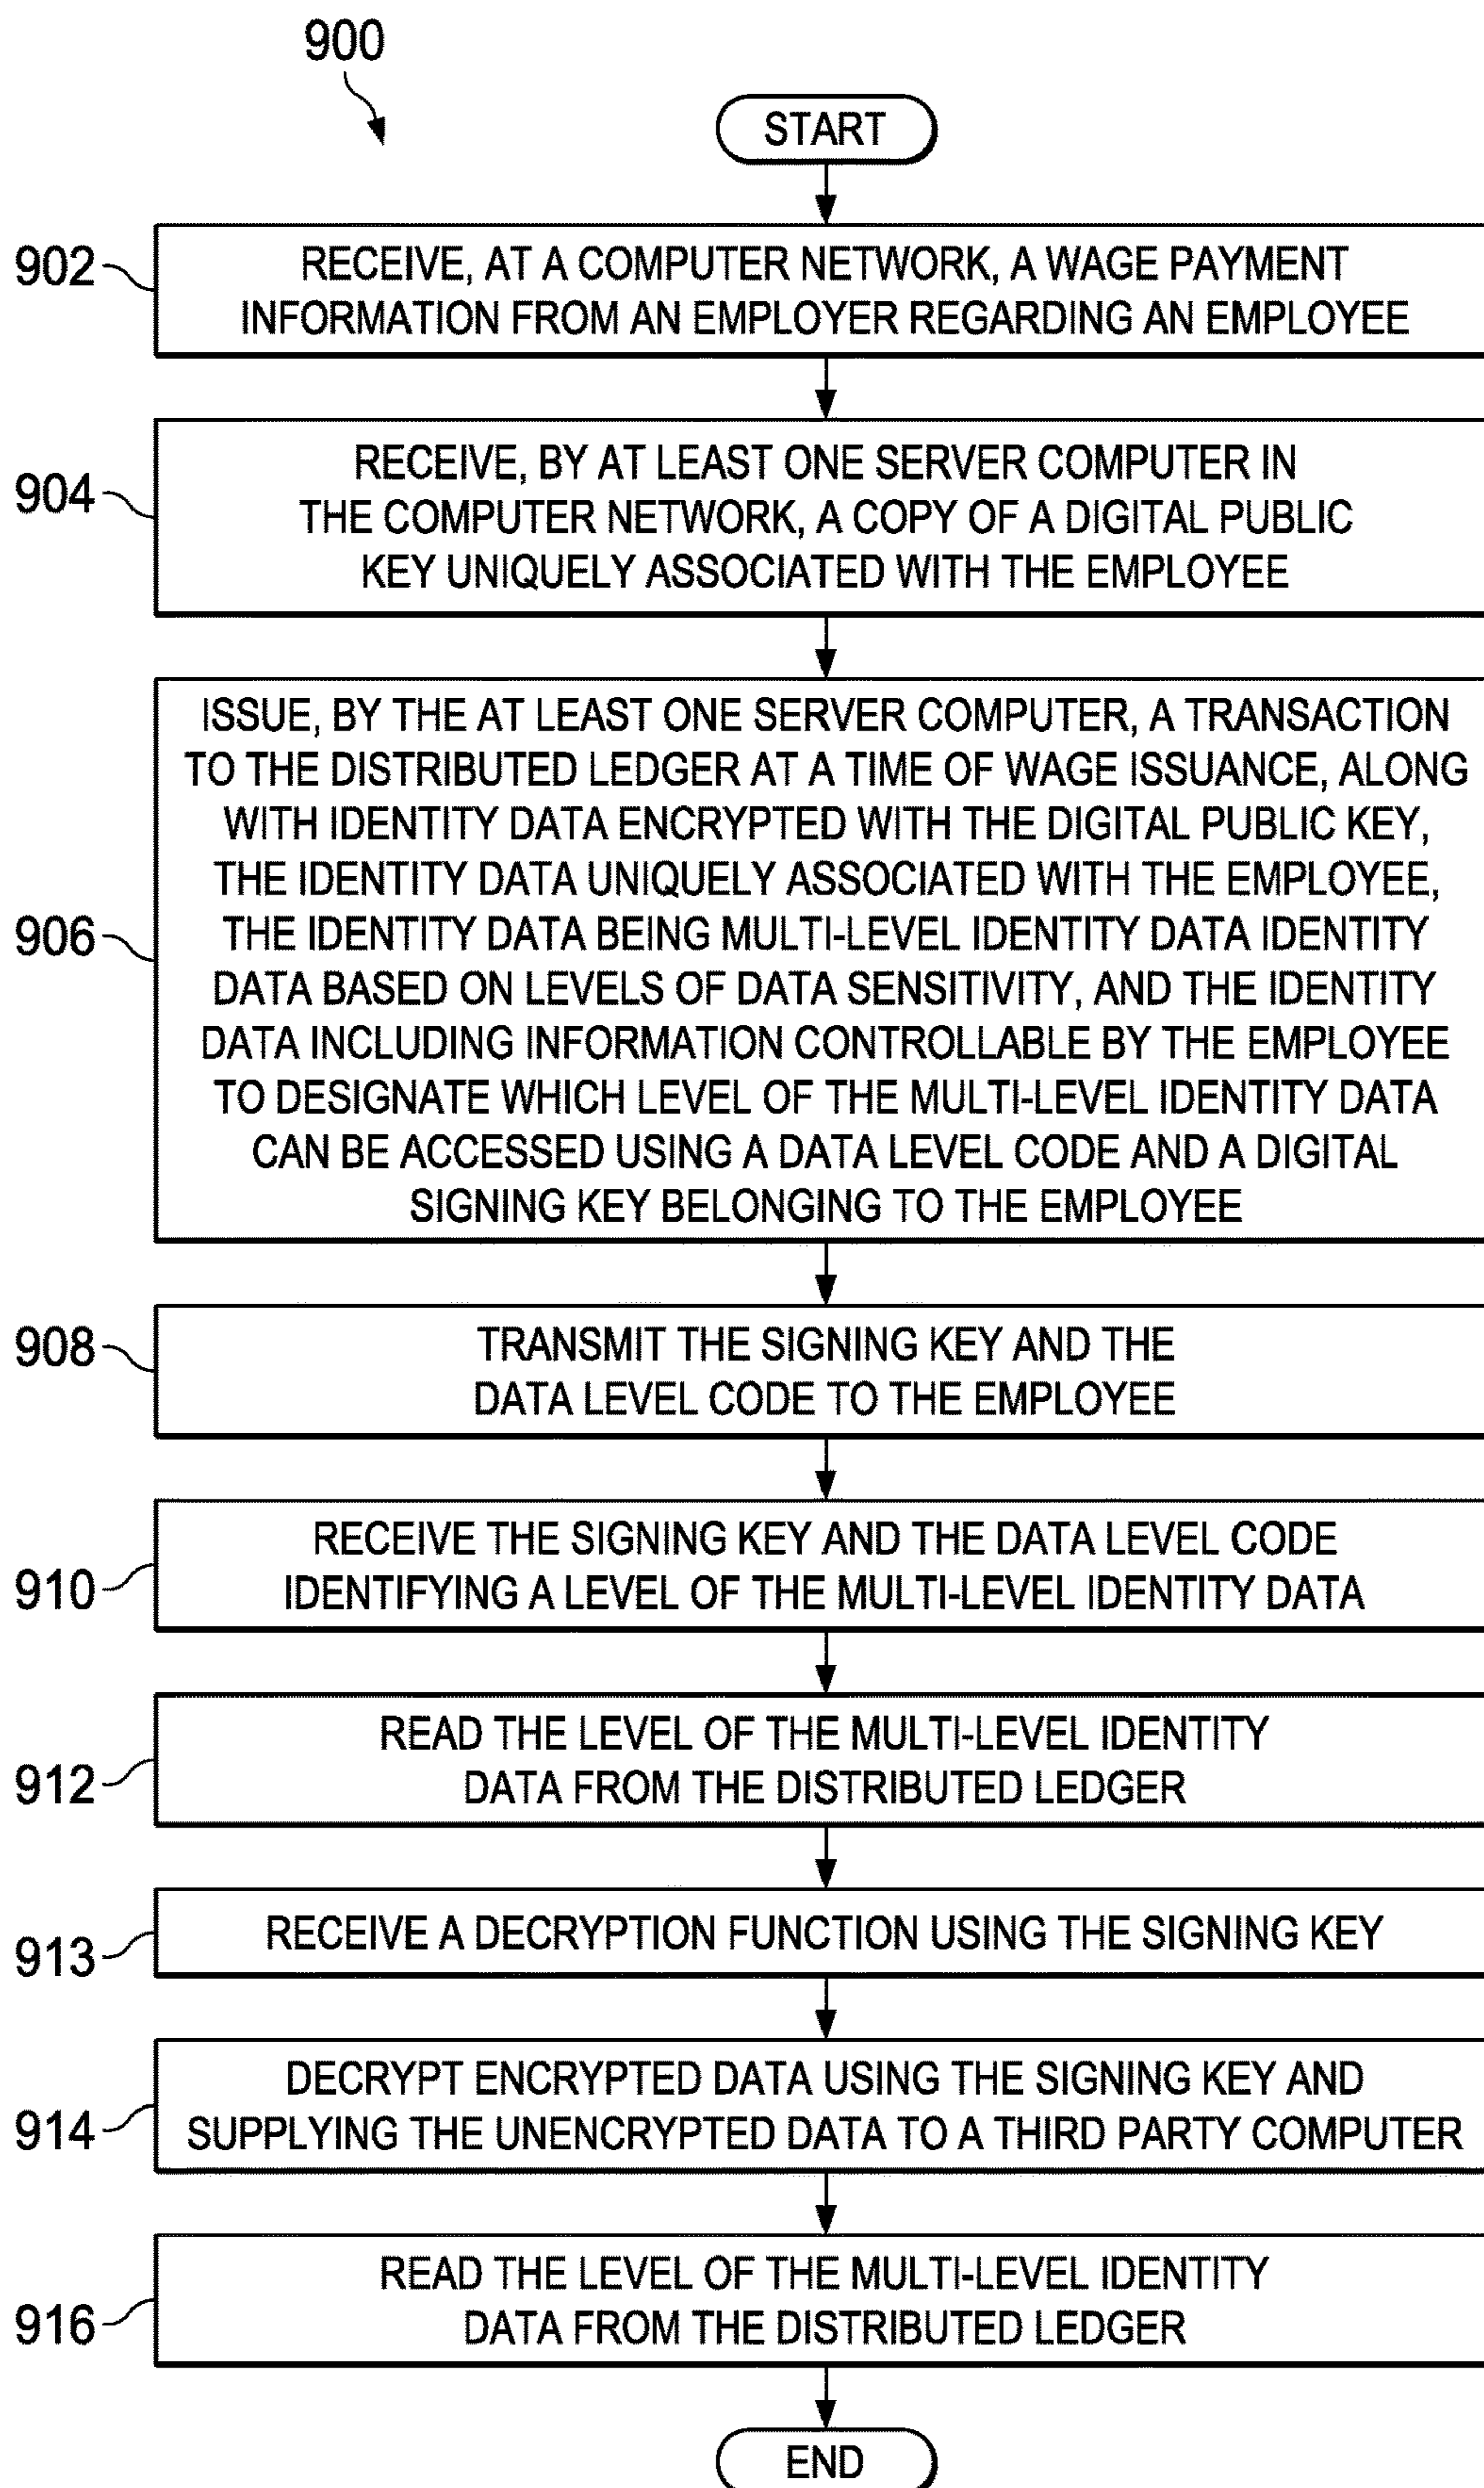 900
START
902
RECEIVE, AT A COMPUTER NETWORK, A WAGE PAYMENT
INFORMATION FROM AN EMPLOYER REGARDING AN EMPLOYEE
904
RECEIVE, BY AT LEAST ONE SERVER COMPUTER IN
THE COMPUTER NETWORK, A COPY OF A DIGITAL PUBLIC
KEY UNIQUELY ASSOCIATED WITH THE EMPLOYEE
906
ISSUE, BY THE AT LEAST ONE SERVER COMPUTER, A TRANSACTION
TO THE DISTRIBUTED LEDGER AT A TIME OF WAGE ISSUANCE, ALONG
WITH IDENTITY DATA ENCRYPTED WITH THE DIGITAL PUBLIC KEY,
THE IDENTITY DATA UNIQUELY ASSOCIATED WITH THE EMPLOYEE,
THE IDENTITY DATA BEING MULTI-LEVEL IDENTITY DATA IDENTITY
DATA BASED ON LEVELS OF DATA SENSITIVITY, AND THE IDENTITY
DATA INCLUDING INFORMATION CONTROLLABLE BY THE EMPLOYEE
TO DESIGNATE WHICH LEVEL OF THE MULTI-LEVEL IDENTITY DATA
CAN BE ACCESSED USING A DATA LEVEL CODE AND A DIGITAL
SIGNING KEY BELONGING TO THE EMPLOYEE
908
TRANSMIT THE SIGNING KEY AND THE
DATA LEVEL CODE TO THE EMPLOYEE
910
RECEIVE THE SIGNING KEY AND THE DATA LEVEL CODE
IDENTIFYING A LEVEL OF THE MULTI-LEVEL IDENTITY DATA
912
READ THE LEVEL OF THE MULTI-LEVEL IDENTITY
DATA FROM THE DISTRIBUTED LEDGER
913
RECEIVE A DECRYPTION FUNCTION USING THE SIGNING KEY
914
DECRYPT ENCRYPTED DATA USING THE SIGNING KEY AND
SUPPLYING THE UNENCRYPTED DATA TO A THIRD PARTY COMPUTER
916
READ THE LEVEL OF THE MULTI-LEVEL IDENTITY
DATA FROM THE DISTRIBUTED LEDGER
END